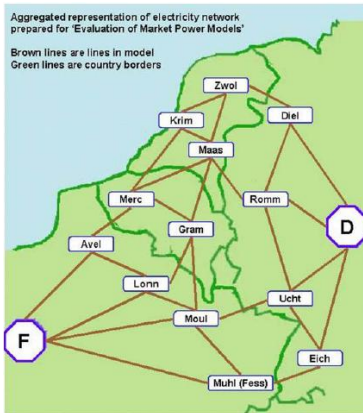 Aggregated representation of electricity network
prepared for 'Evaluation of Market Power Models'
Brown lines are lines in model
Green lines are country borders
Zwol
Diel
Krim
Maas
Merc
Romm
Gram
D
Avel
Lonn
Ucht
Moul
F
Eich
Muhl (Fess)